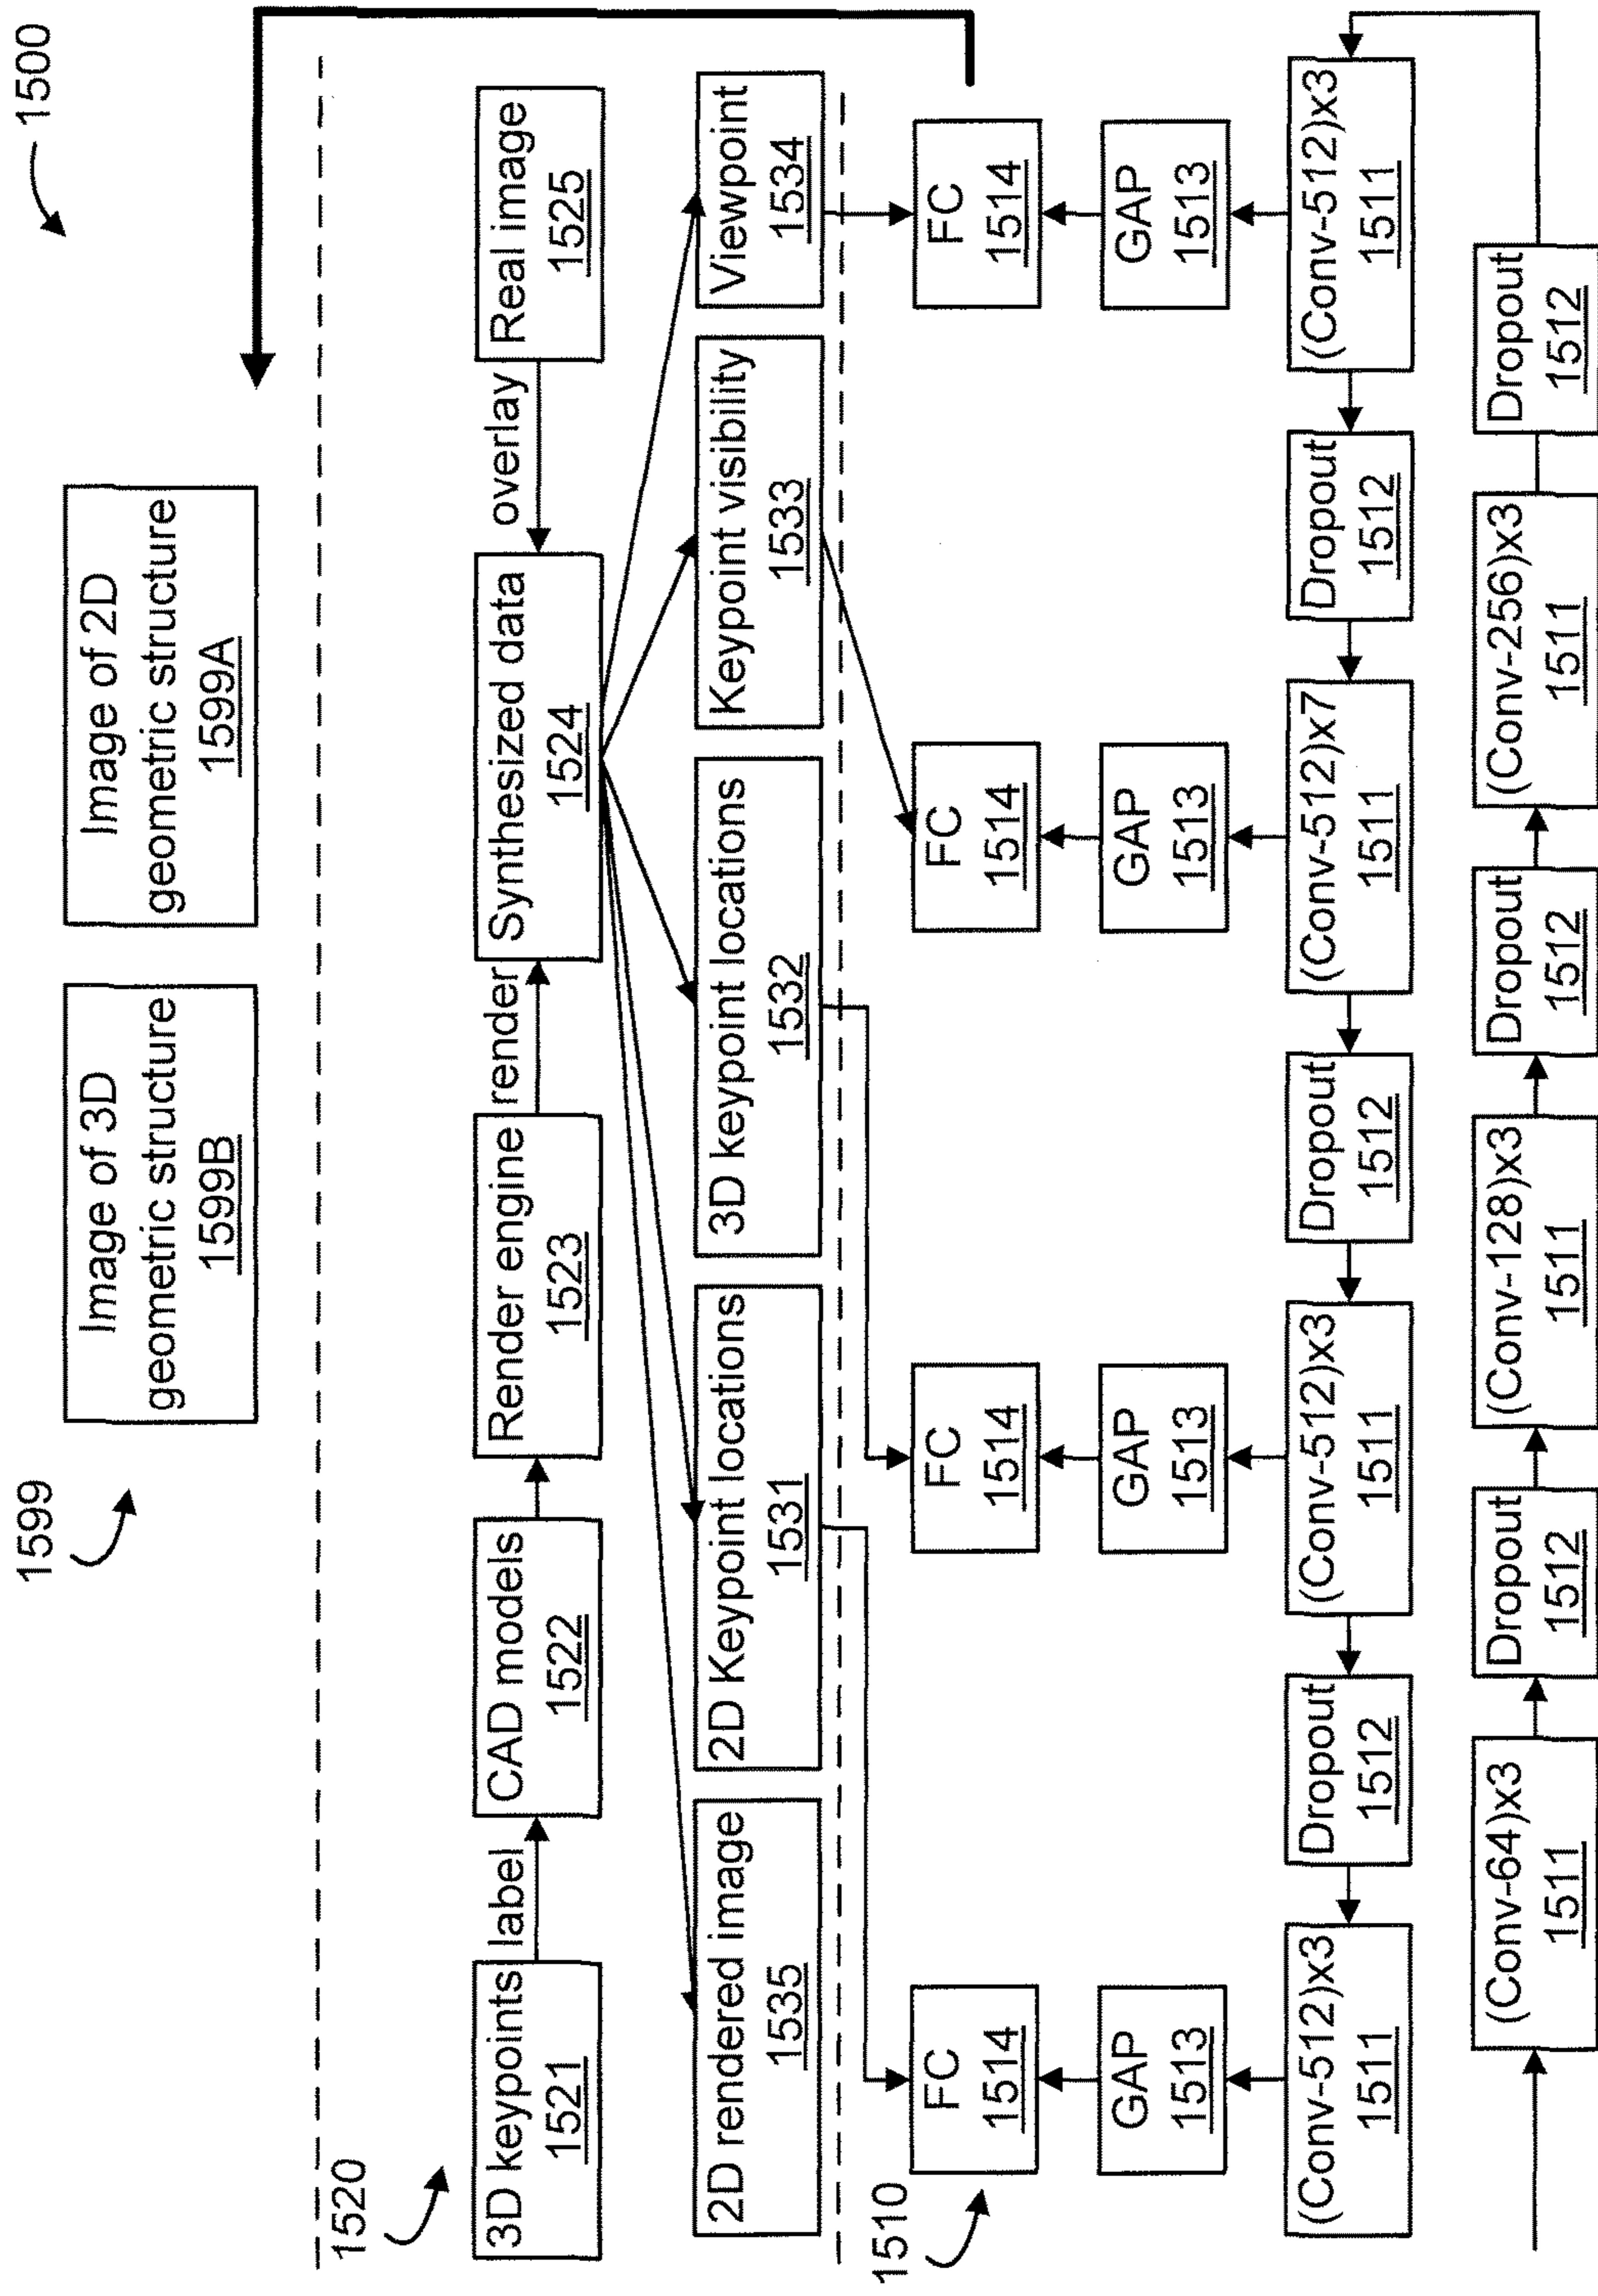 1500
1599
Image of 3D
geometric structure
1599B
Image of 2D
geometric structure
1599A
1520
3D keypoints
1521
label
CAD models
1522
Render engine
1523
render
Synthesized data
1524
overlay
Real image
1525
2D rendered image
1535
2D Keypoint locations
1531
3D keypoint locations
1532
Keypoint visibility
1533
Viewpoint
1534
1510
FC
1514
FC
1514
FC
1514
FC
1514
GAP
1513
GAP
1513
GAP
1513
GAP
1513
(Conv-512)x3
1511
Dropout
1512
(Conv-512)x3
1511
Dropout
1512
(Conv-512)x7
1511
Dropout
1512
(Conv-512)x3
1511
(Conv-64)x3
1511
Dropout
1512
(Conv-128)x3
1511
Dropout
1512
(Conv-256)x3
1511
Dropout
1512